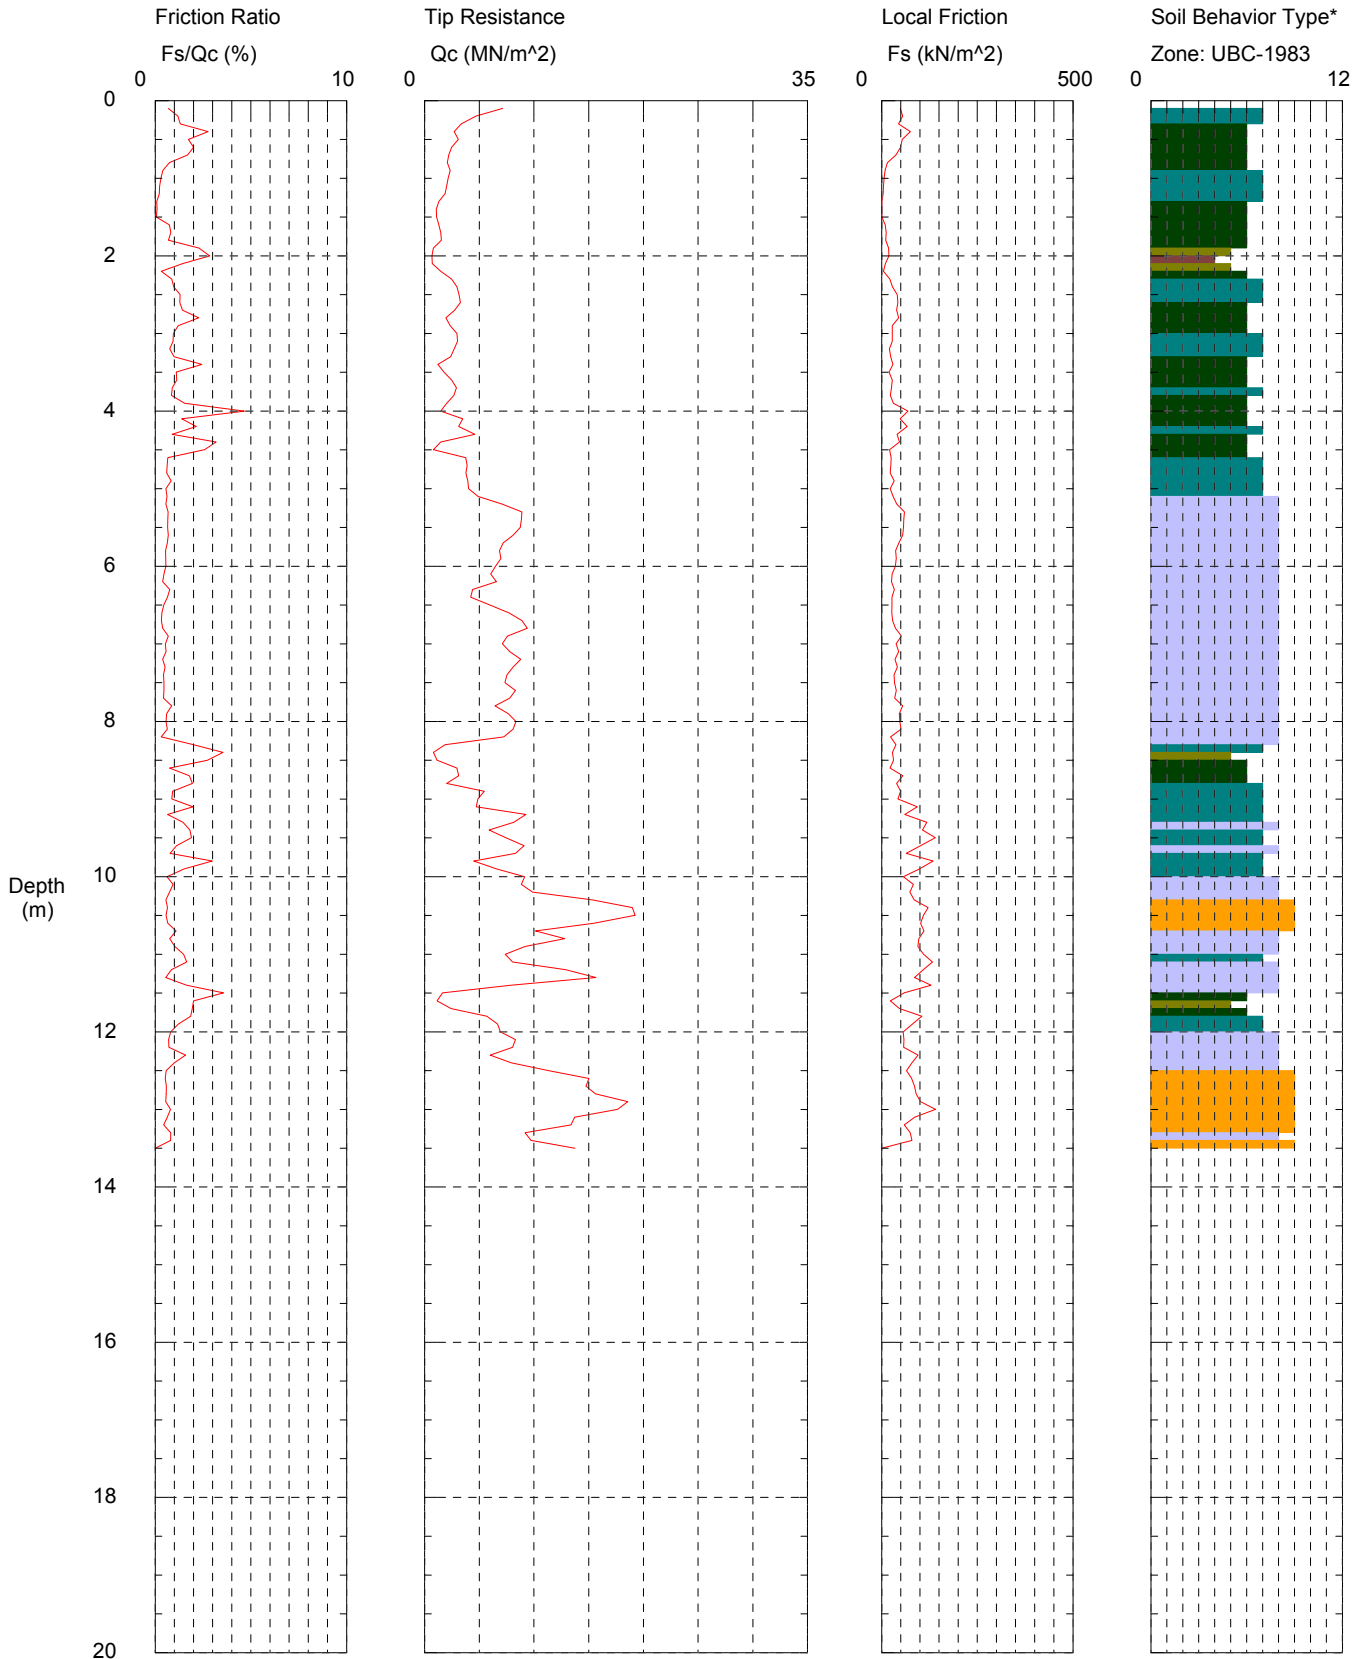 Friction Ratio Tip Resistance Local Friction Soil Behavior Type*
Fs/Qc (%) Qc (MN/m^2) Fs (kN/m^2) Zone: UBC-1983
0 10 0 35 0 500 0 12
0
2
4
6
8
10
Depth
(m)
12
14
16
18
20